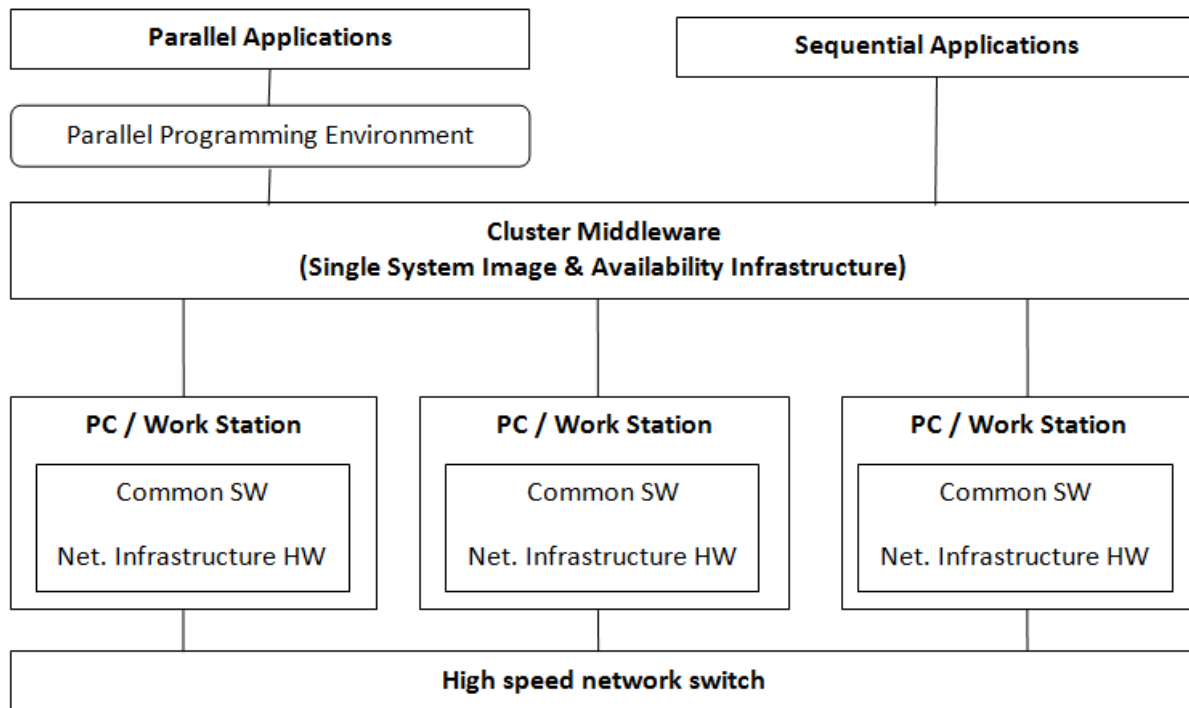 Parallel Applications
Sequential Applications
Parallel Programming Environment
Cluster Middleware
(Single System Image & Availability Infrastructure)
PC / Work Station
Common SW
Net. Infrastructure HW
PC / Work Station
Common SW
Net. Infrastructure HW
PC / Work Station
Common SW
Net. Infrastructure HW
High speed network switch